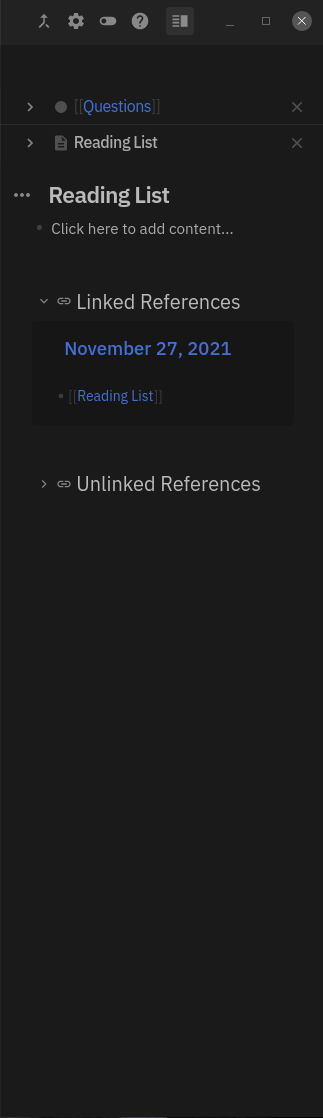 [[Questions]]
Reading List
Reading List
Click here to add content...
Linked References
November 27, 2021
[[Reading List]]
Unlinked References